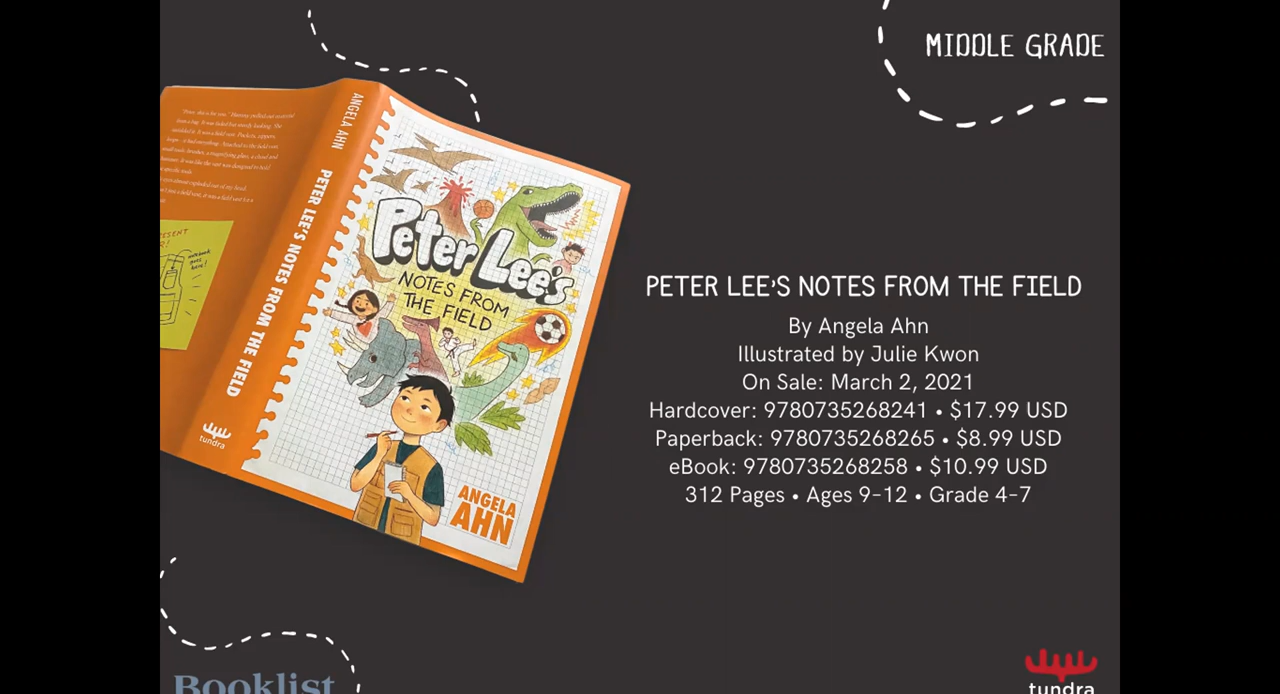 MIDDLE GRADE
ANGELA AHN
PETER LEE'S NOTES FROM THE FIELD
tundra
Peter Lee's
NOTES FROM
THE FIELD
ANGELA
AHN
PETER LEE'S NOTES FROM THE FIELD
By Angela Ahn
Illustrated by Julie Kwon
On Sale: March 2, 2021
Hardcover: 9780735268241 • $17.99 USD
Paperback: 9780735268265 • $8.99 USD
eBook: 9780735268258 • $10.99 USD
312 Pages • Ages 9–12 • Grade 4–7
Booklist
tundra